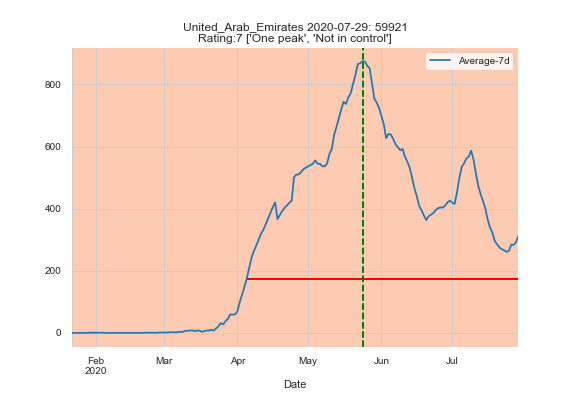 United_Arab_Emirates 2020-07-29: 59921
Rating:7 ['One peak', 'Not in control']
Average-7d
800
600
400
200
0
Feb
2020
Mar
Apr
May
Jun
Jul
Date